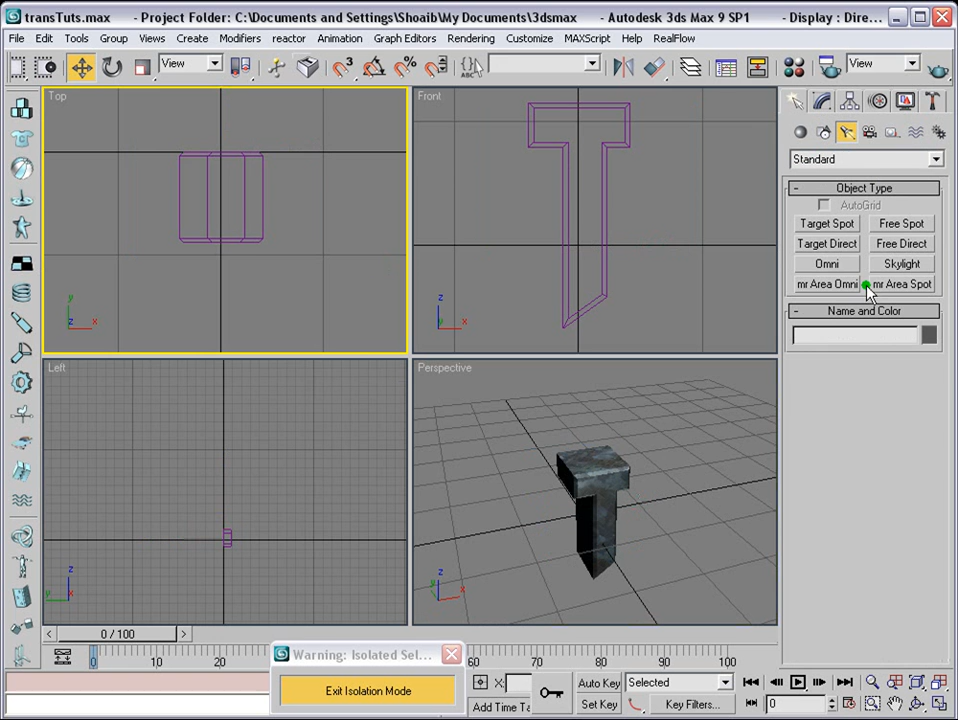 transTuts.max - Project Folder: C:\Documents and Settings\Shoaib\My Documents\3dsmax - Autodesk 3ds Max 9 SP1 - Display : Dire...
File Edit Tools Group Views Create Modifiers reactor Animation Graph Editors Rendering Customize MAXScript Help RealFlow
View 3 % ABC View
Top
Front
Standard
- Object Type
AutoGrid
Target Spot Free Spot
Target Direct Free Direct
Omni Skylight
mr Area Omni mr Area Spot
- Name and Color
y x
z x
Left
Perspective
z y
z y x
< 0 / 100 >
Warning: Isolated Sel...
0 10 20 60 70 80 90 100
Exit Isolation Mode
X: Auto Key Selected
Add Time Ta Set Key Key Filters... 0